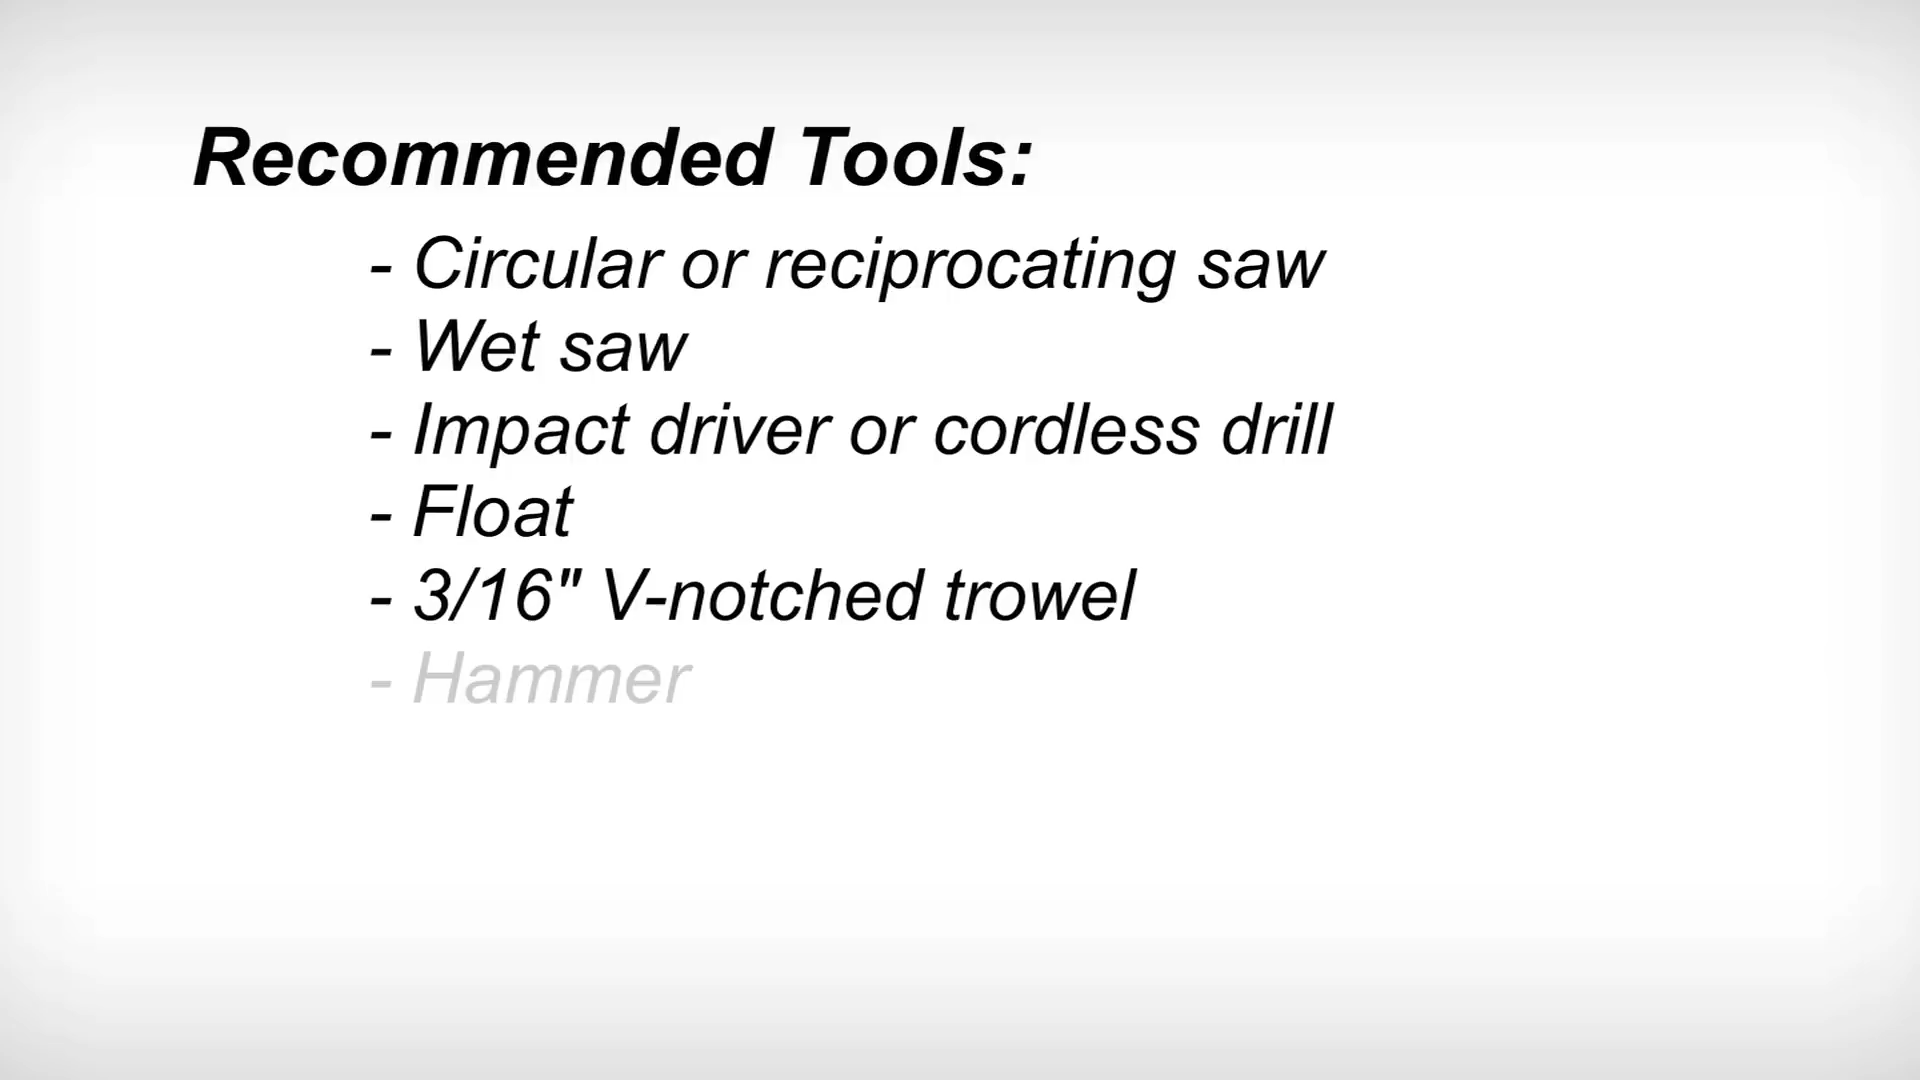 Recommended Tools:
- Circular or reciprocating saw
- Wet saw
- Impact driver or cordless drill
- Float
- 3/16" V-notched trowel
- Hammer